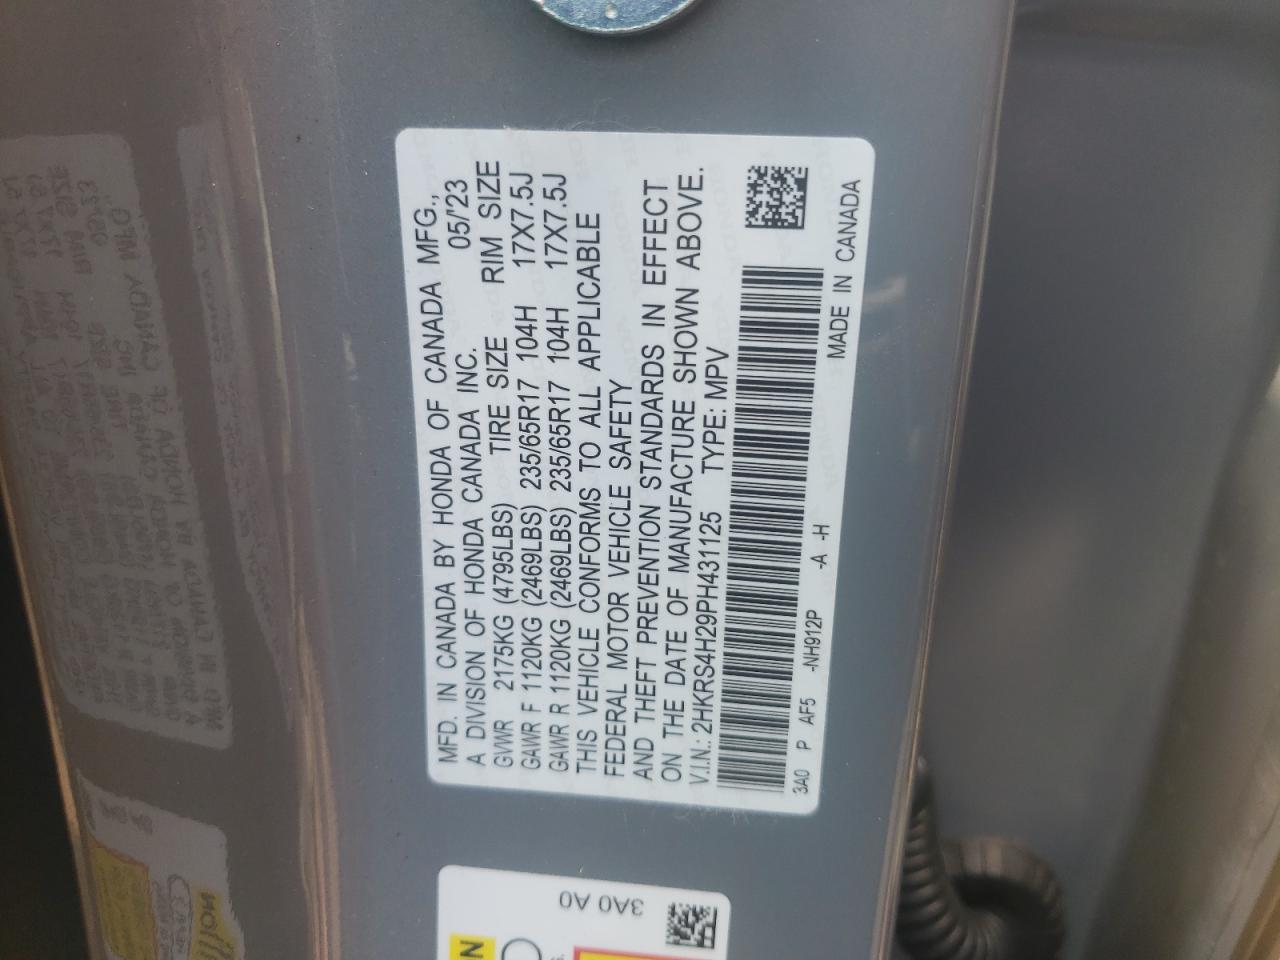 MFD. IN CANADA BY HONDA OF CANADA MFG.,
A DIVISION OF HONDA CANADA INC. 05/'23
GVWR 2175KG (4795LBS) TIRE SIZE RIM SIZE
GAWR F 1120KG (2469LBS) 235/65R17 104H 17X7.5J
GAWR R 1120KG (2469LBS) 235/65R17 104H 17X7.5J
THIS VEHICLE CONFORMS TO ALL APPLICABLE
FEDERAL MOTOR VEHICLE SAFETY
AND THEFT PREVENTION STANDARDS IN EFFECT
ON THE DATE OF MANUFACTURE SHOWN ABOVE.
V.I.N.: 2HKRS4H29PH431125 TYPE: MPV
3A0 P AF5 -NH912P -A -H
MADE IN CANADA
3A0 A0